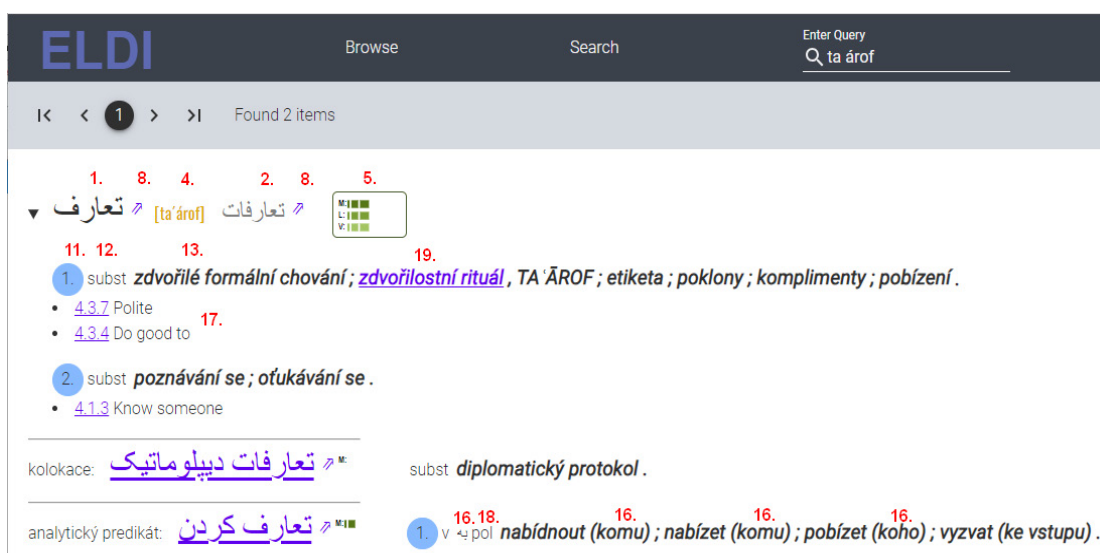 ELDI Browse Search Enter Query
ta árof
1 Found 2 items
1. 8. 4. 2. 8. 5.
تعارف ⇗ [ta´árof] تعارفات ⇗ M: L: V:
11. 12. 13. 19.
1. subst zdvořilé formální chování ; zdvořilostní rituál , TA ʿĀROF ; etiketa ; poklony ; komplimenty ; pobízení .
• 4.3.7 Polite
17.
• 4.3.4 Do good to
2. subst poznávání se ; oťukávání se .
• 4.1.3 Know someone
kolokace: تعارفات دیپلوماتیک ⇗ M: subst diplomatický protokol .
16. 18. 16. 16. 16.
analytický predikát: تعارف کردن ⇗ M: 1. v به pol nabídnout (komu) ; nabízet (komu) ; pobízet (koho) ; vyzvat (ke vstupu) .